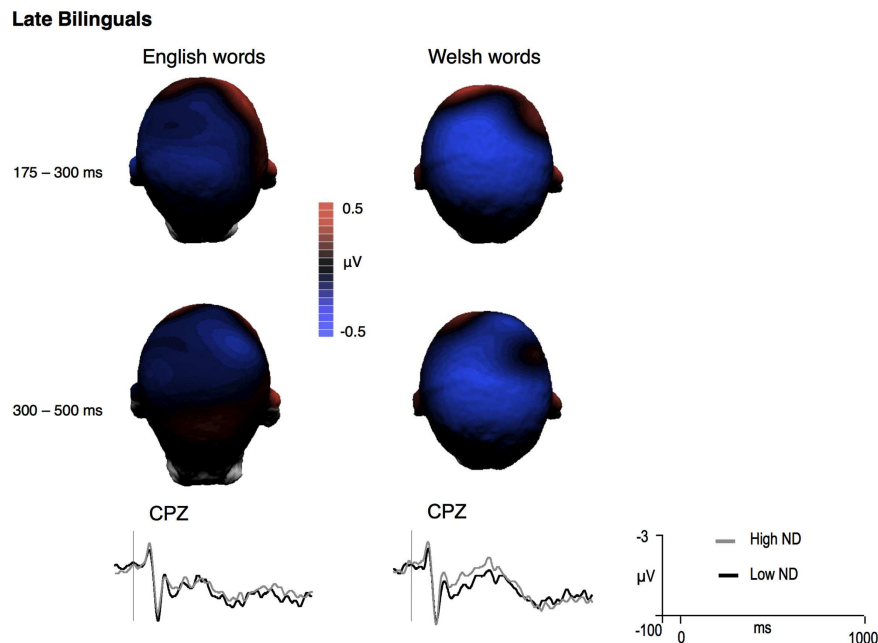 Late Bilinguals
English words
Welsh words
175 – 300 ms
0.5
µV
-0.5
300 – 500 ms
CPZ
CPZ
-3
High ND
µV
Low ND
-100
0
ms
1000